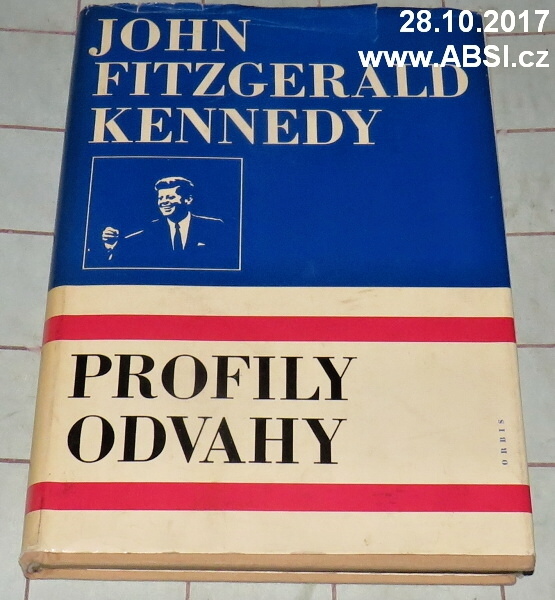 28.10.2017
www.ABSI.cz
JOHN
FITZGERALD
KENNEDY
PROFILY
ODVAHY
ORBIS